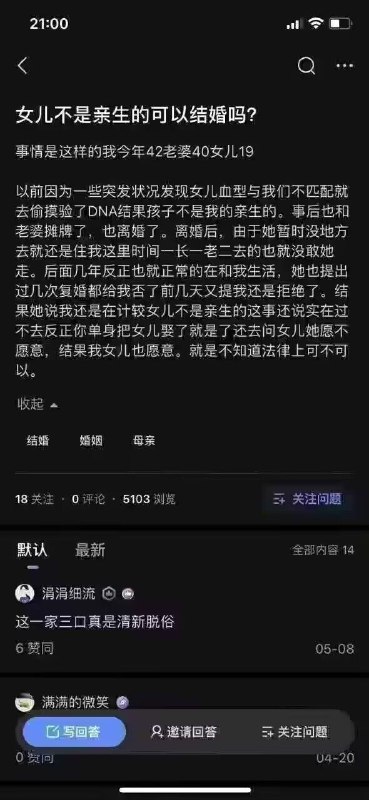 21:00
女儿不是亲生的可以结婚吗?
事情是这样的我今年42老婆40女儿19
以前因为一些突发状况发现女儿血型与我们不匹配就
去偷摸验了DNA结果孩子不是我的亲生的。事后也和
老婆摊牌了，也离婚了。离婚后，由于她暂时没地方
去就还是住我这里时间一长一老二去的也就没敢她
走。后面几年反正也就正常的在和我生活，她也提出
过几次复婚都给我否了前几天又提我还是拒绝了。结
果她说我还是在计较女儿不是亲生的这事还说实在过
不去反正你单身把女儿娶了就是了还去问女儿她愿不
愿意，结果我女儿也愿意。就是不知道法律上可不可
以。
收起
结婚 婚姻 母亲
18 关注 · 0 评论 · 5103 浏览 关注问题
默认 最新 全部内容 14
涓涓细流
这一家三口真是清新脱俗
6 赞同 05-08
满满的微笑
写回答 邀请回答 关注问题
0 赞同 04-20